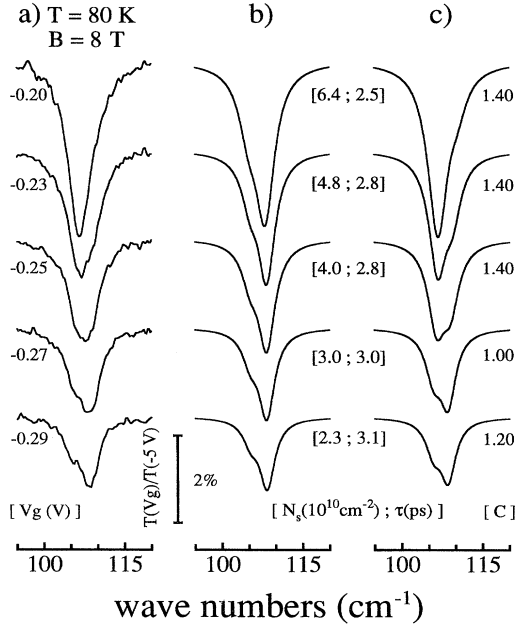 a) T = 80 K b) c)
B = 8 T
-0.20 [6.4 ; 2.5] 1.40
-0.23 [4.8 ; 2.8] 1.40
-0.25 [4.0 ; 2.8] 1.40
-0.27 [3.0 ; 3.0] 1.00
-0.29 [2.3 ; 3.1] 1.20
T(Vg)/T(-5 V)
2%
[ Vg (V) ] [ Ns(10^10cm^-2) ; τ(ps) ] [ C ]
100 115 100 115 100 115
wave numbers (cm^-1)